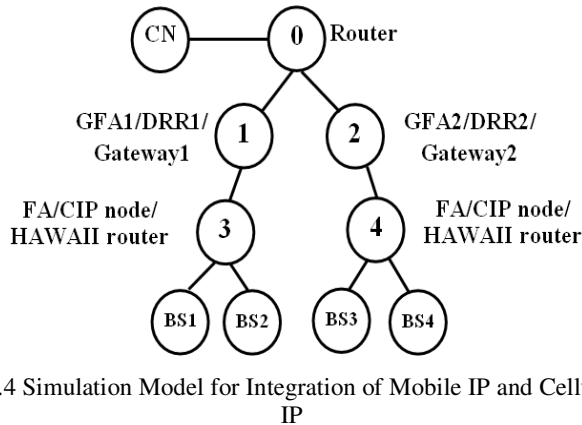 CN
0
Router
GFA1/DRR1/
Gateway1
1
2
GFA2/DRR2/
Gateway2
FA/CIP node/
HAWAII router
3
4
FA/CIP node/
HAWAII router
BS1
BS2
BS3
BS4
.4 Simulation Model for Integration of Mobile IP and Cell
IP